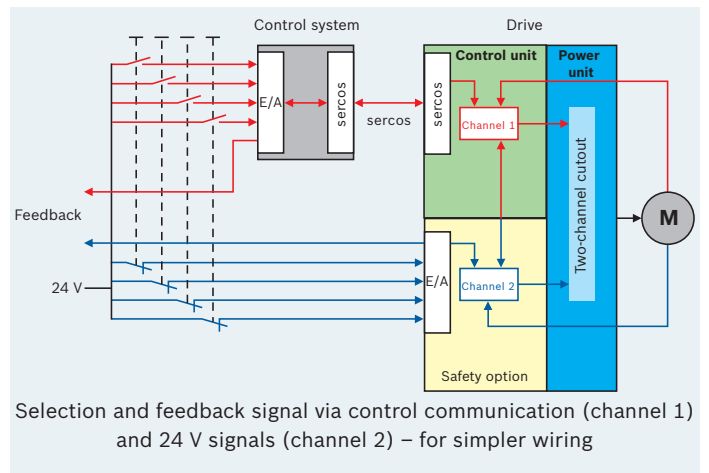 Control system
Drive
Control unit
Power
unit
E/A
sercos
sercos
sercos
Channel 1
Two-channel cutout
M
Feedback
24 V
E/A
Channel 2
Safety option
Selection and feedback signal via control communication (channel 1)
and 24 V signals (channel 2) – for simpler wiring